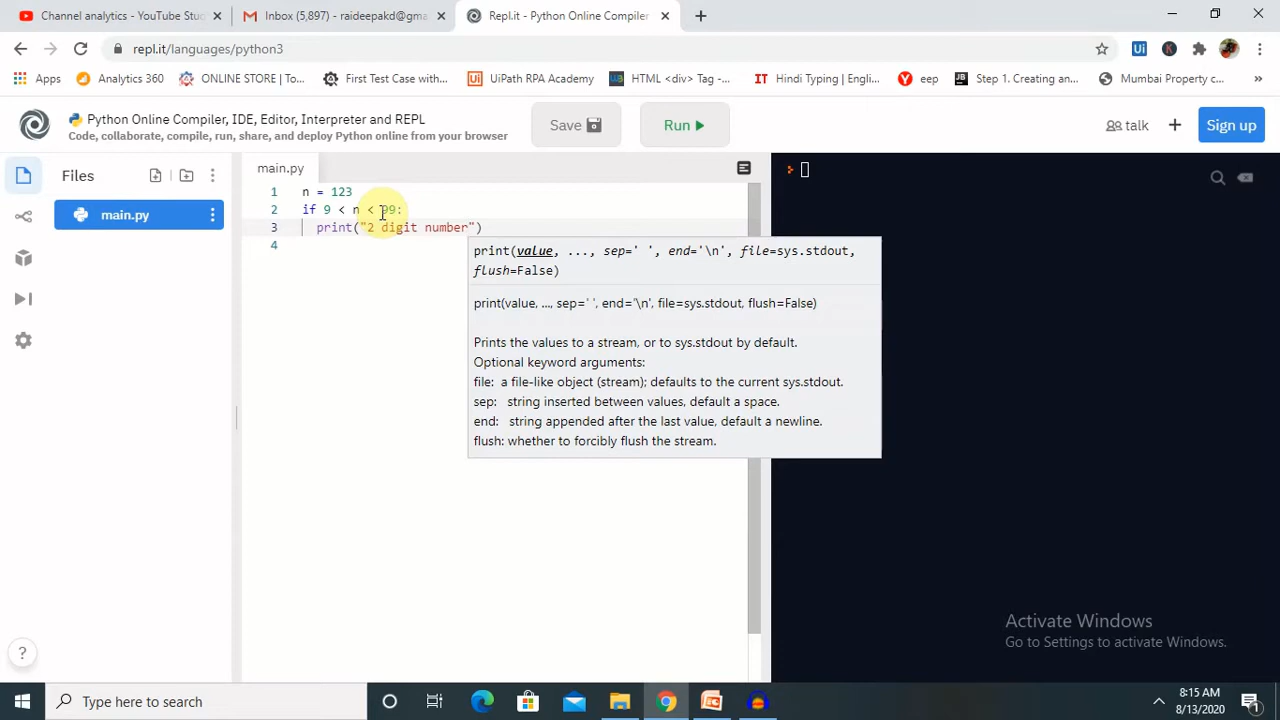 Channel analytics - YouTube Stu
Inbox (5,897) - raideepakd@gma
Repl.it - Python Online Compiler
repl.it/languages/python3
Apps
Analytics 360
ONLINE STORE | To...
First Test Case with...
UiPath RPA Academy
HTML <div> Tag -...
IT Hindi Typing | Engli...
eep
Step 1. Creating an...
Mumbai Property c...
Python Online Compiler, IDE, Editor, Interpreter and REPL
Code, collaborate, compile, run, share, and deploy Python online from your browser
Save
Run
talk
Sign up
Files
main.py
main.py
1 n = 123
2 if 9 < n < 99:
3 print("2 digit number")
4
print(value, ..., sep=' ', end='\n', file=sys.stdout,
flush=False)
print(value, ..., sep=' ', end='\n', file=sys.stdout, flush=False)
Prints the values to a stream, or to sys.stdout by default.
Optional keyword arguments:
file: a file-like object (stream); defaults to the current sys.stdout.
sep: string inserted between values, default a space.
end: string appended after the last value, default a newline.
flush: whether to forcibly flush the stream.
Activate Windows
Go to Settings to activate Windows.
?
Type here to search
8:15 AM
8/13/2020